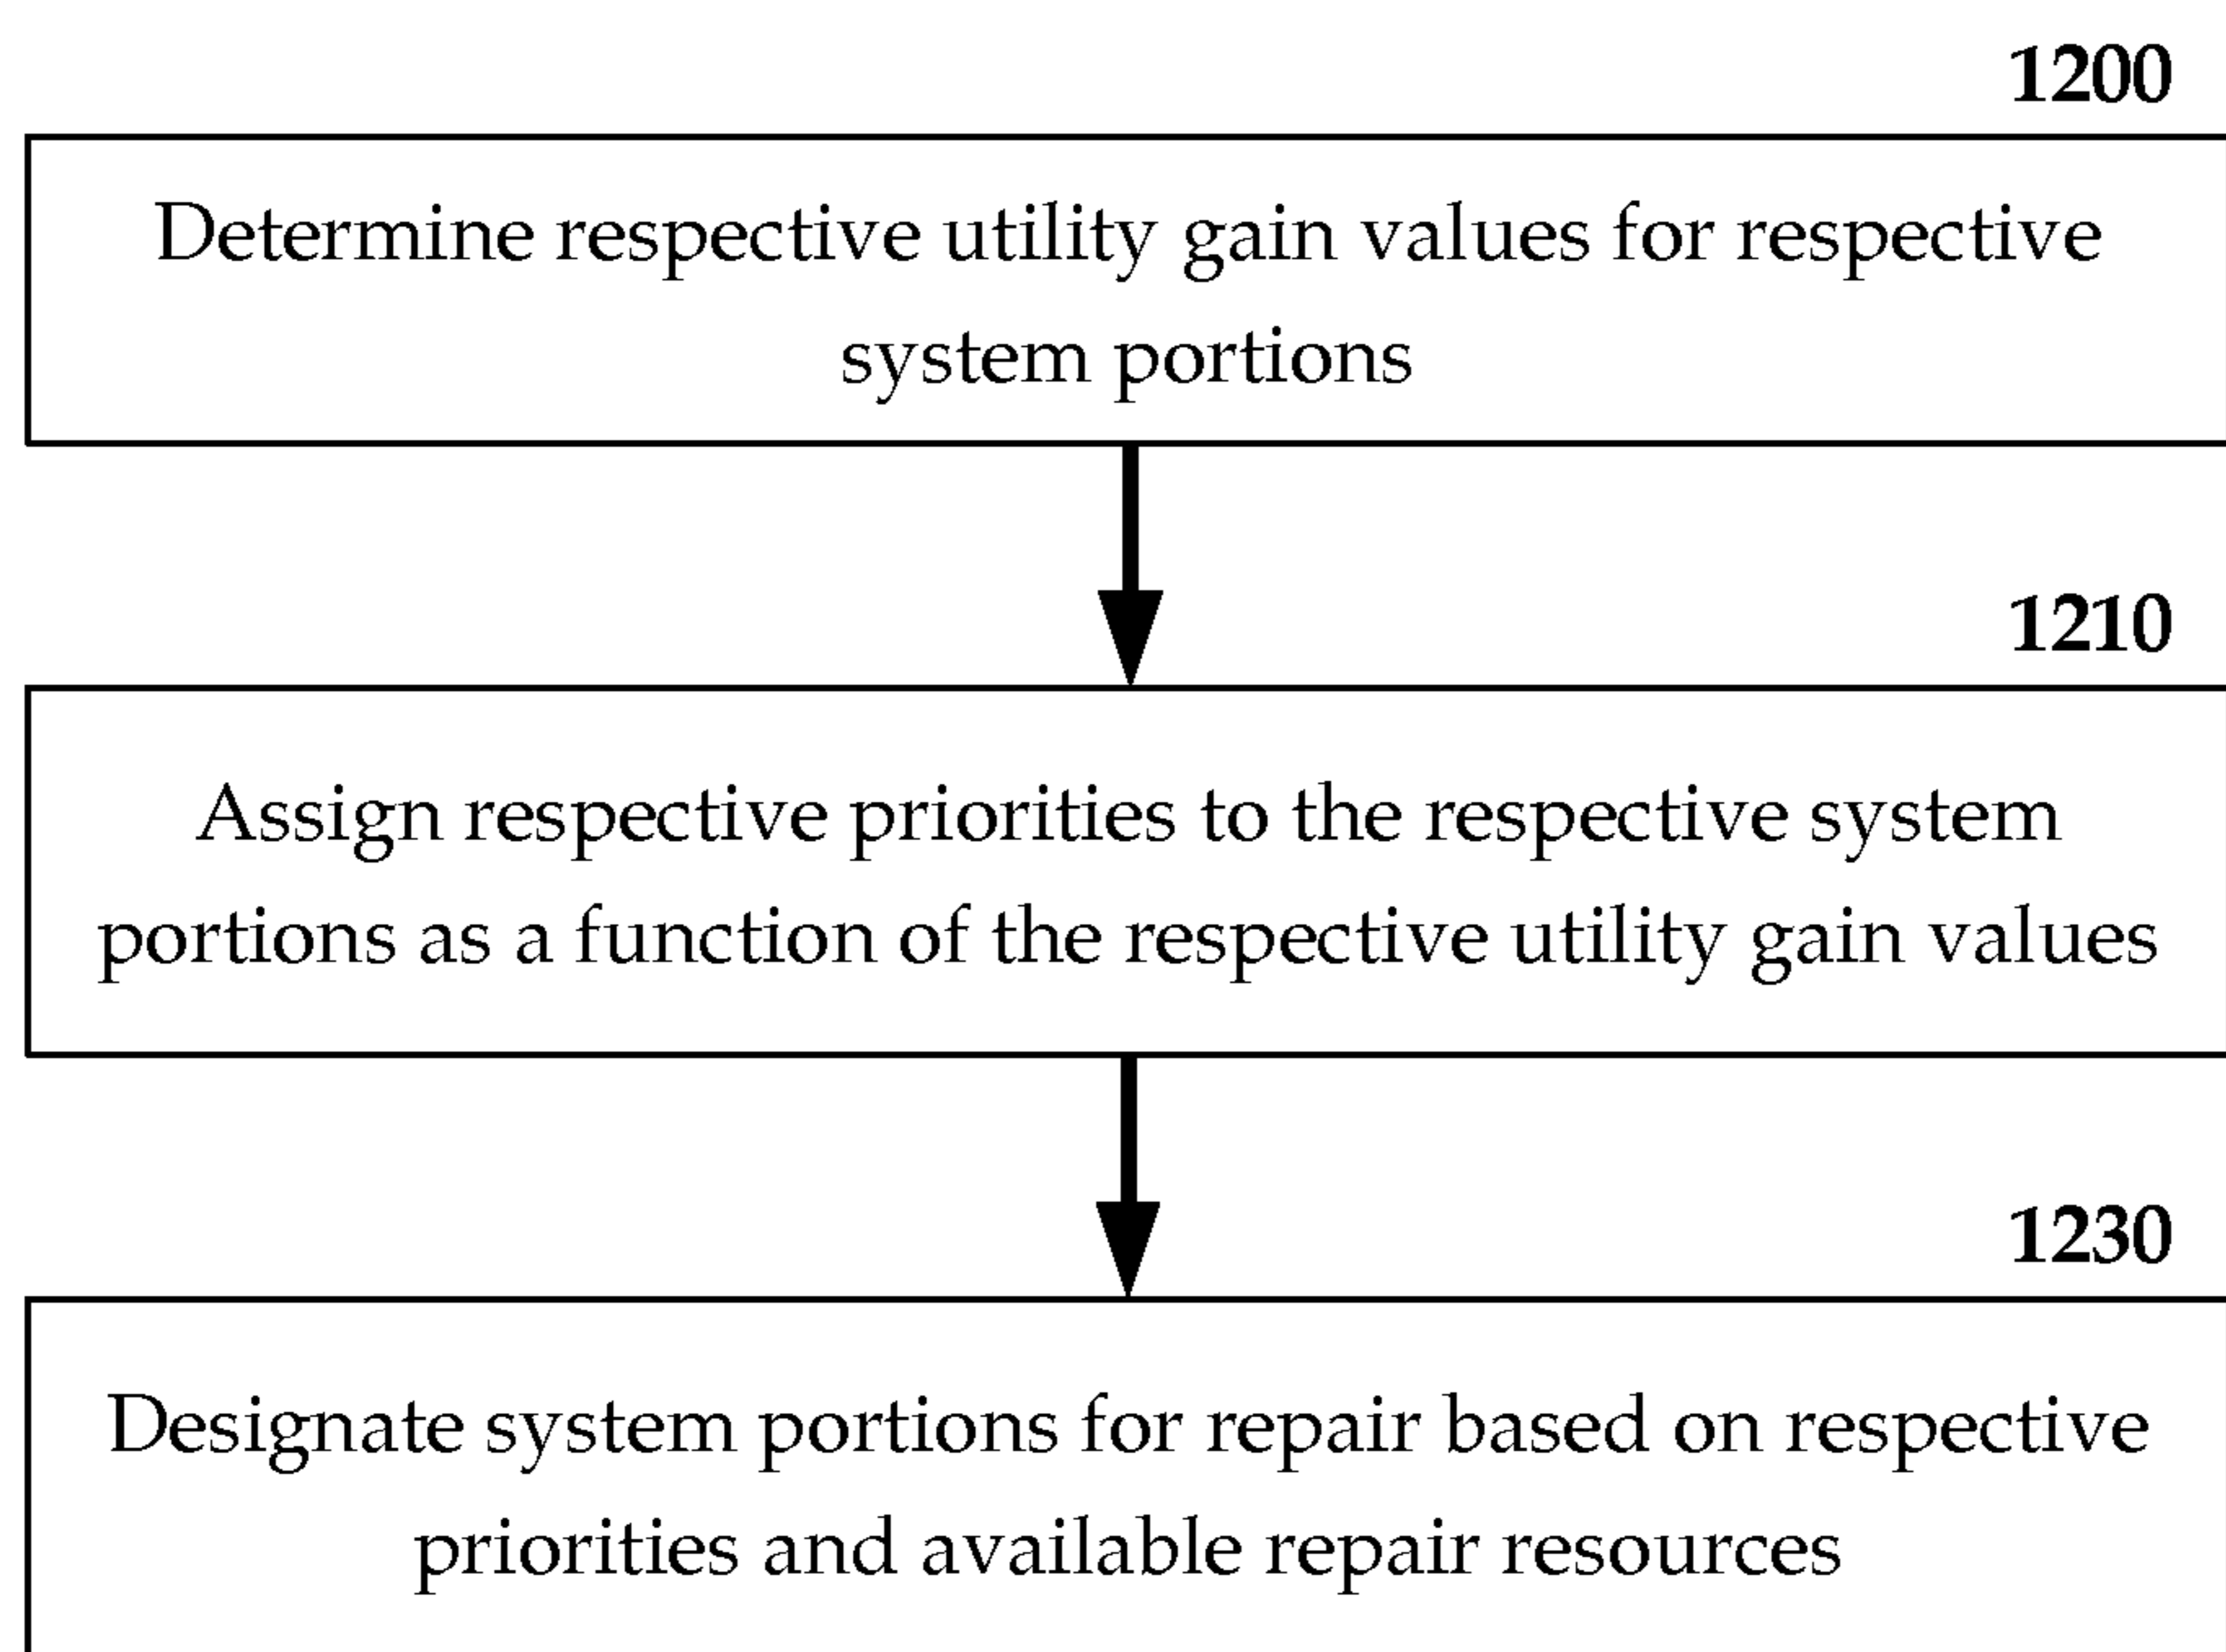 1200
Determine respective utility gain values for respective
system portions
1210
Assign respective priorities to the respective system
portions as a function of the respective utility gain values
1230
Designate system portions for repair based on respective
priorities and available repair resources